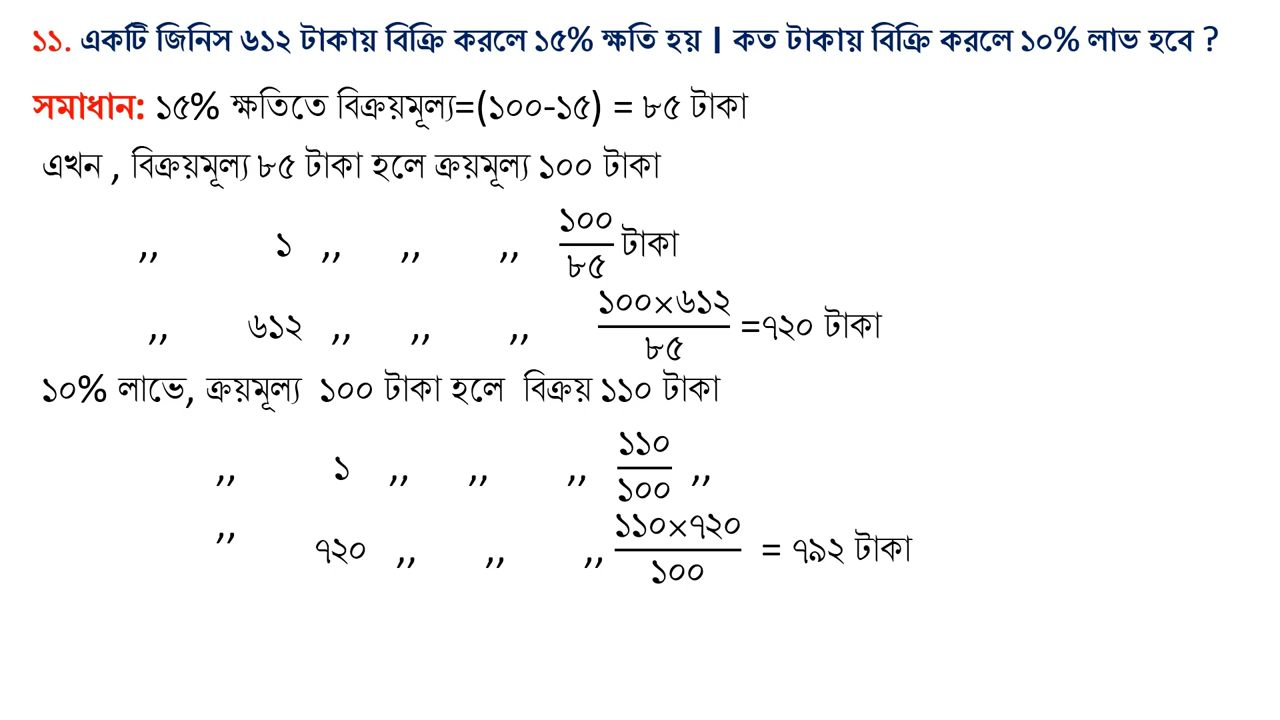 ১১. একটি জিনিস ৬১২ টাকায় বিক্রি করলে ১৫% ক্ষতি হয় | কত টাকায় বিক্রি করলে ১০% লাভ হবে ?
সমাধান: ১৫% ক্ষতিতে বিক্রয়মূল্য=(১০০-১৫) = ৮৫ টাকা
এখন , বিক্রয়মূল্য ৮৫ টাকা হলে ক্রয়মূল্য ১০০ টাকা
,, ১ ,, ,, ,, ১০০/৮৫ টাকা
,, ৬১২ ,, ,, ,, ১০০×৬১২/৮৫ =৭২০ টাকা
১০% লাভে, ক্রয়মূল্য ১০০ টাকা হলে বিক্রয় ১১০ টাকা
,, ১ ,, ,, ,, ১১০/১০০ ,,
,, ৭২০ ,, ,, ,, ১১০×৭২০/১০০ = ৭৯২ টাকা